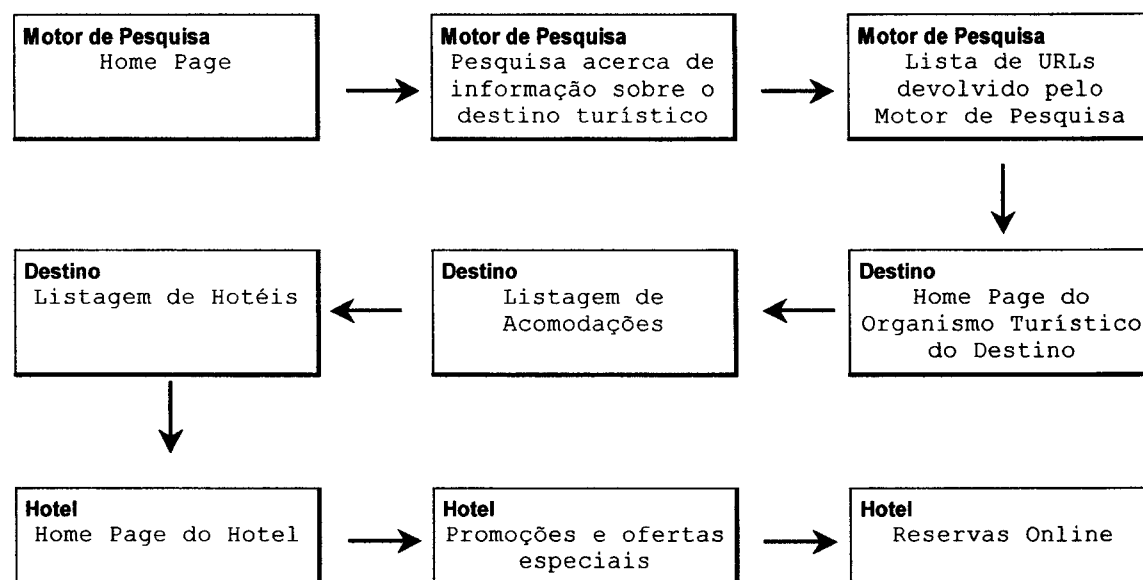 Motor de Pesquisa
Home Page
Motor de Pesquisa
Pesquisa acerca de
informação sobre o
destino turístico
Motor de Pesquisa
Lista de URLs
devolvido pelo
Motor de Pesquisa
Destino
Home Page do
Organismo Turístico
do Destino
Destino
Listagem de
Acomodações
Destino
Listagem de Hotéis
Hotel
Home Page do Hotel
Hotel
Promoções e ofertas
especiais
Hotel
Reservas Online